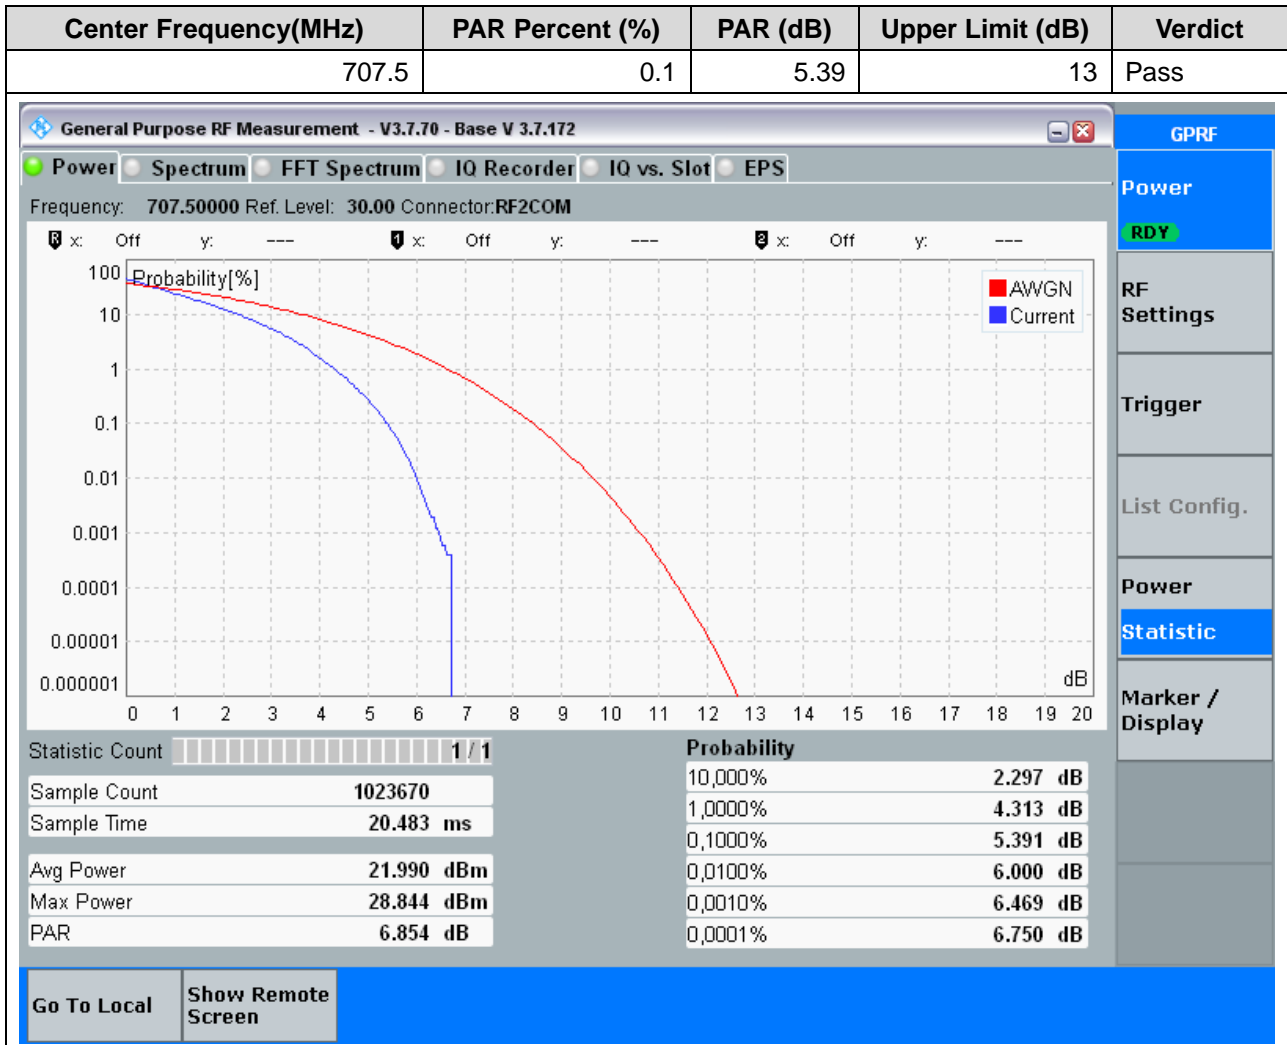 Center Frequency(MHz) PAR Percent (%) PAR (dB) Upper Limit (dB) Verdict
707.5 0.1 5.39 13 Pass
General Purpose RF Measurement - V3.7.70 - Base V 3.7.172
GPRF
Power Spectrum FFT Spectrum IQ Recorder IQ vs. Slot EPS
Frequency: 707.50000 Ref. Level: 30.00 Connector:RF2COM
R x: Off y: --- 1 x: Off y: --- 2 x: Off y: ---
Probability[%]
AWGN
Current
100
10
1
0.1
0.01
0.001
0.0001
0.00001
0.000001
dB
0 1 2 3 4 5 6 7 8 9 10 11 12 13 14 15 16 17 18 19 20
Statistic Count 1 / 1
Sample Count 1023670
Sample Time 20.483 ms
Avg Power 21.990 dBm
Max Power 28.844 dBm
PAR 6.854 dB
Probability
10,000% 2.297 dB
1,0000% 4.313 dB
0,1000% 5.391 dB
0,0100% 6.000 dB
0,0010% 6.469 dB
0,0001% 6.750 dB
Power
RDY
RF
Settings
Trigger
List Config.
Power
Statistic
Marker /
Display
Go To Local
Show Remote
Screen